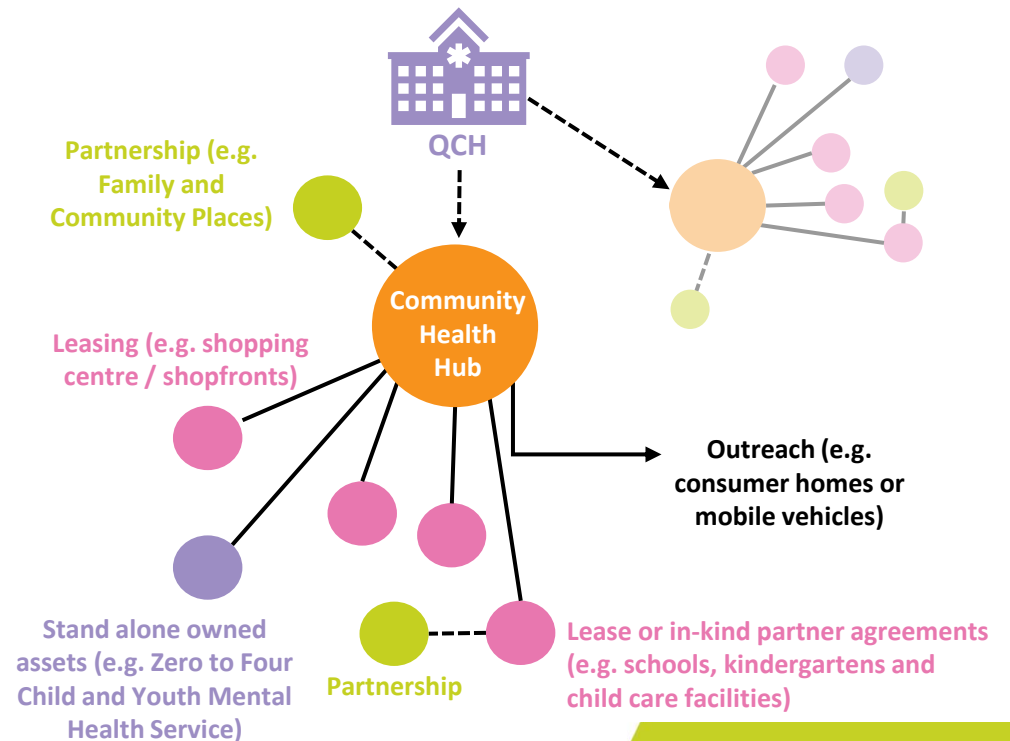 QCH
Partnership (e.g.
Family and
Community Places)
Community
Health
Hub
Leasing (e.g. shopping
centre / shopfronts)
Outreach (e.g.
consumer homes or
mobile vehicles)
Stand alone owned
assets (e.g. Zero to Four
Child and Youth Mental
Health Service)
Partnership
Lease or in-kind partner agreements
(e.g. schools, kindergartens and
child care facilities)